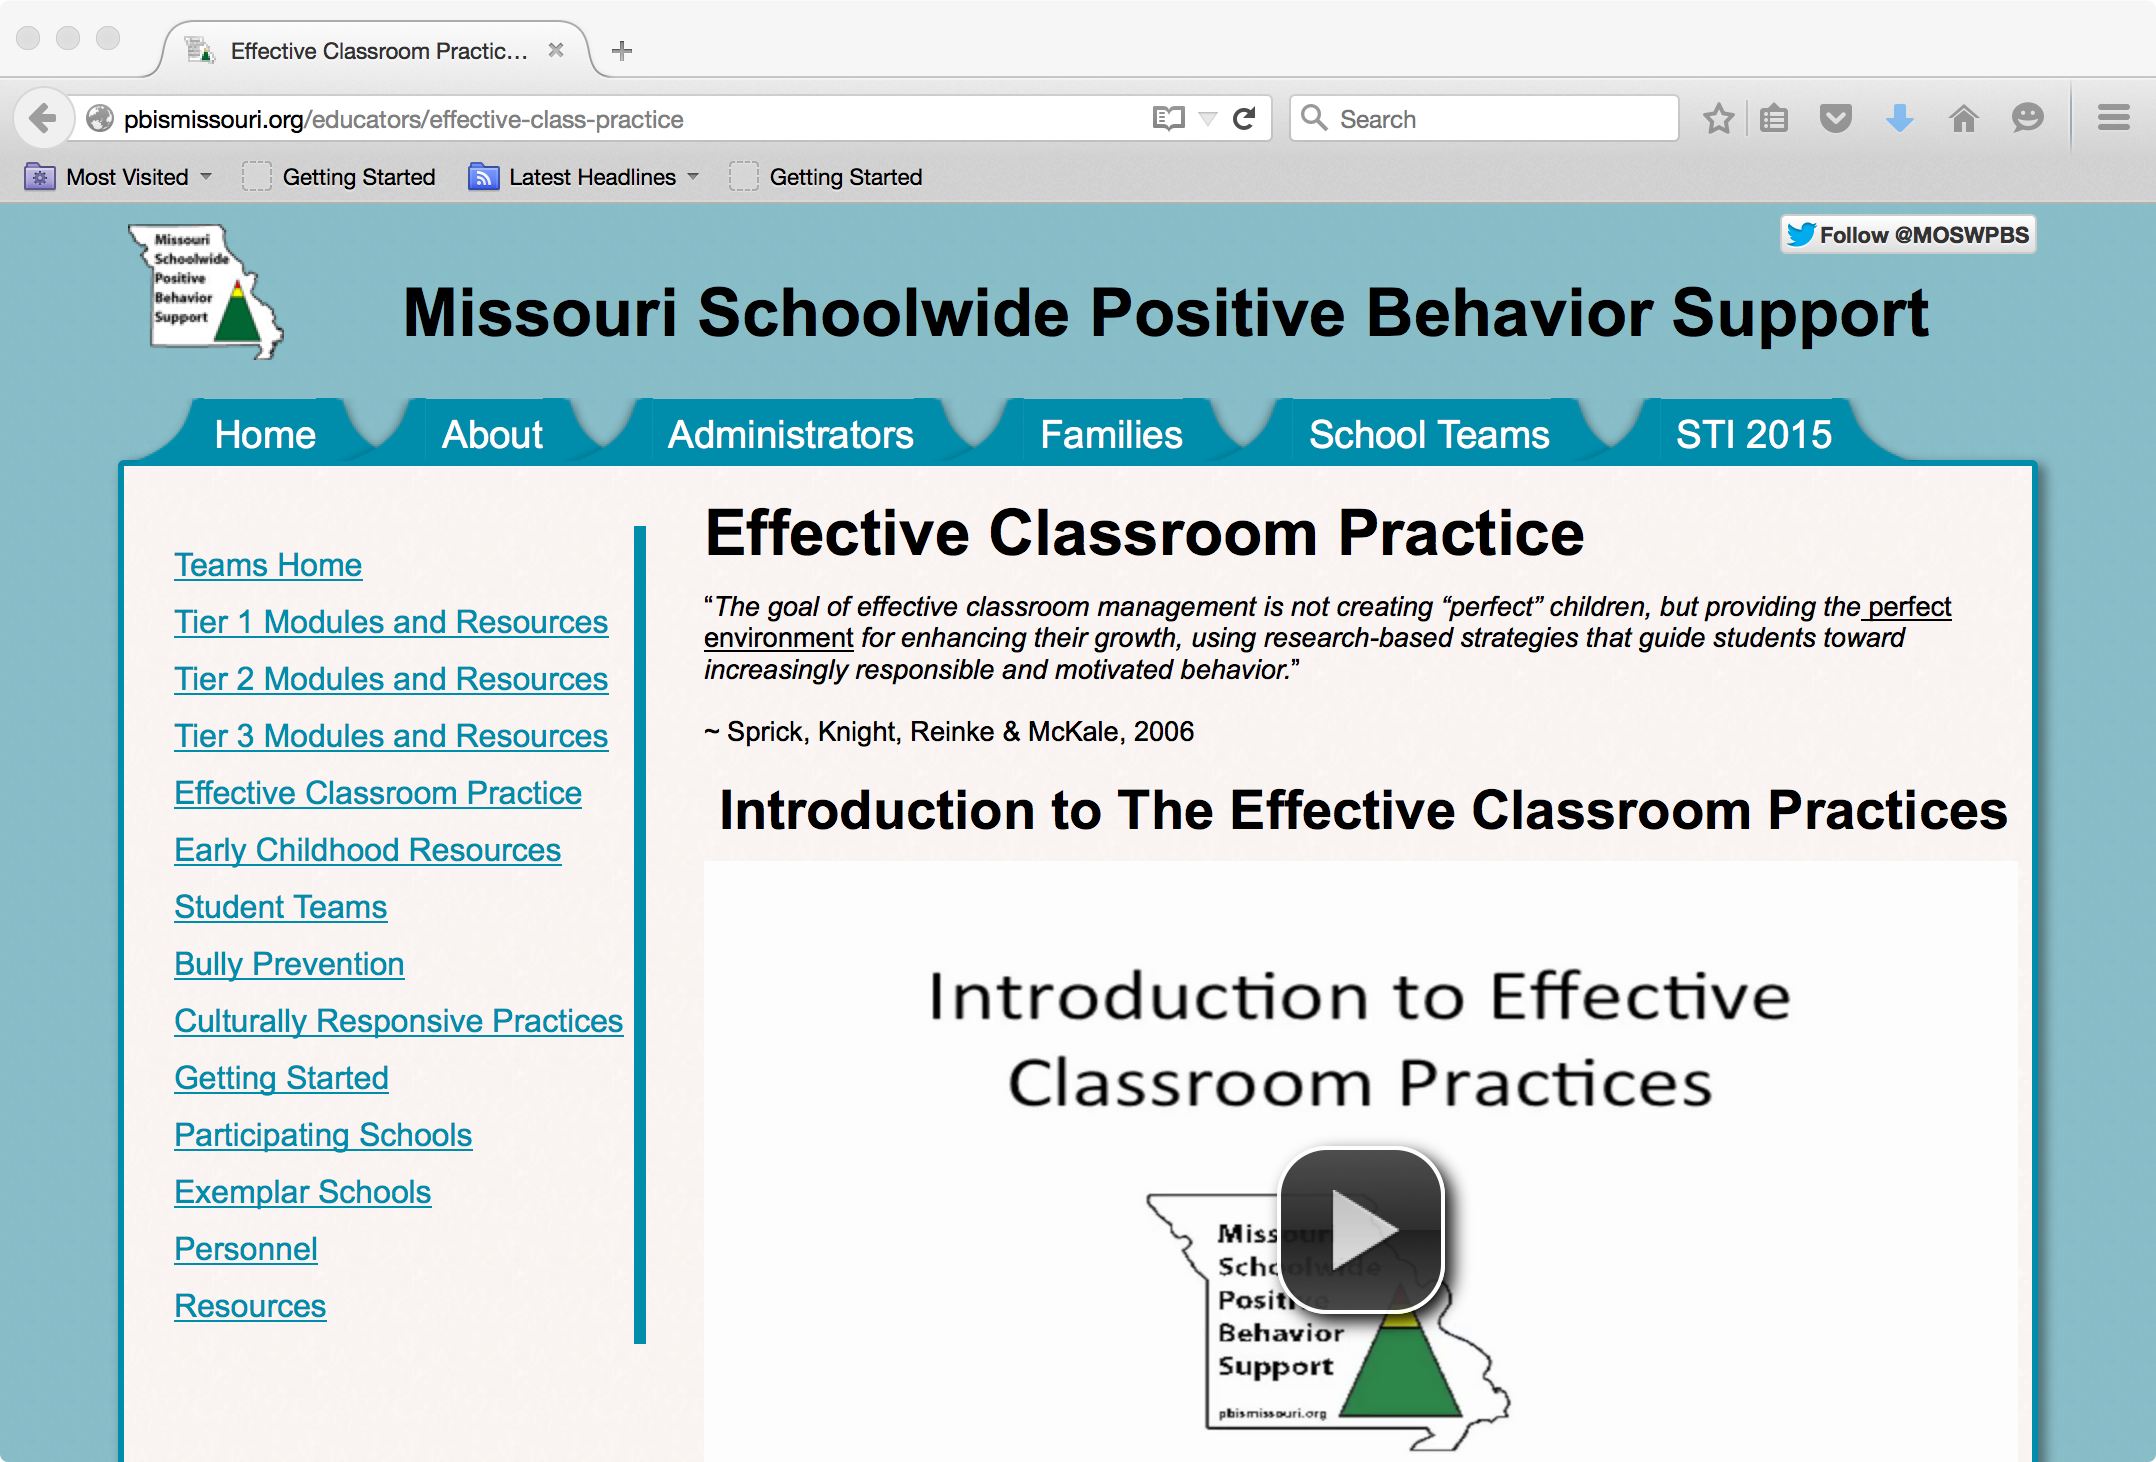 Effective Classroom Practic...
pbismissouri.org/educators/effective-class-practice
Search
Most Visited
Getting Started
Latest Headlines
Getting Started
Missouri
Schoolwide
Positive
Behavior
Support
Follow @MOSWPBS
Missouri Schoolwide Positive Behavior Support
Home
About
Administrators
Families
School Teams
STI 2015
Teams Home
Tier 1 Modules and Resources
Tier 2 Modules and Resources
Tier 3 Modules and Resources
Effective Classroom Practice
Early Childhood Resources
Student Teams
Bully Prevention
Culturally Responsive Practices
Getting Started
Participating Schools
Exemplar Schools
Personnel
Resources
Effective Classroom Practice
“The goal of effective classroom management is not creating “perfect” children, but providing the perfect
environment for enhancing their growth, using research-based strategies that guide students toward
increasingly responsible and motivated behavior.”
~ Sprick, Knight, Reinke & McKale, 2006
Introduction to The Effective Classroom Practices
Introduction to Effective
Classroom Practices
Missouri
Schoolwide
Positive
Behavior
Support
pbismissouri.org